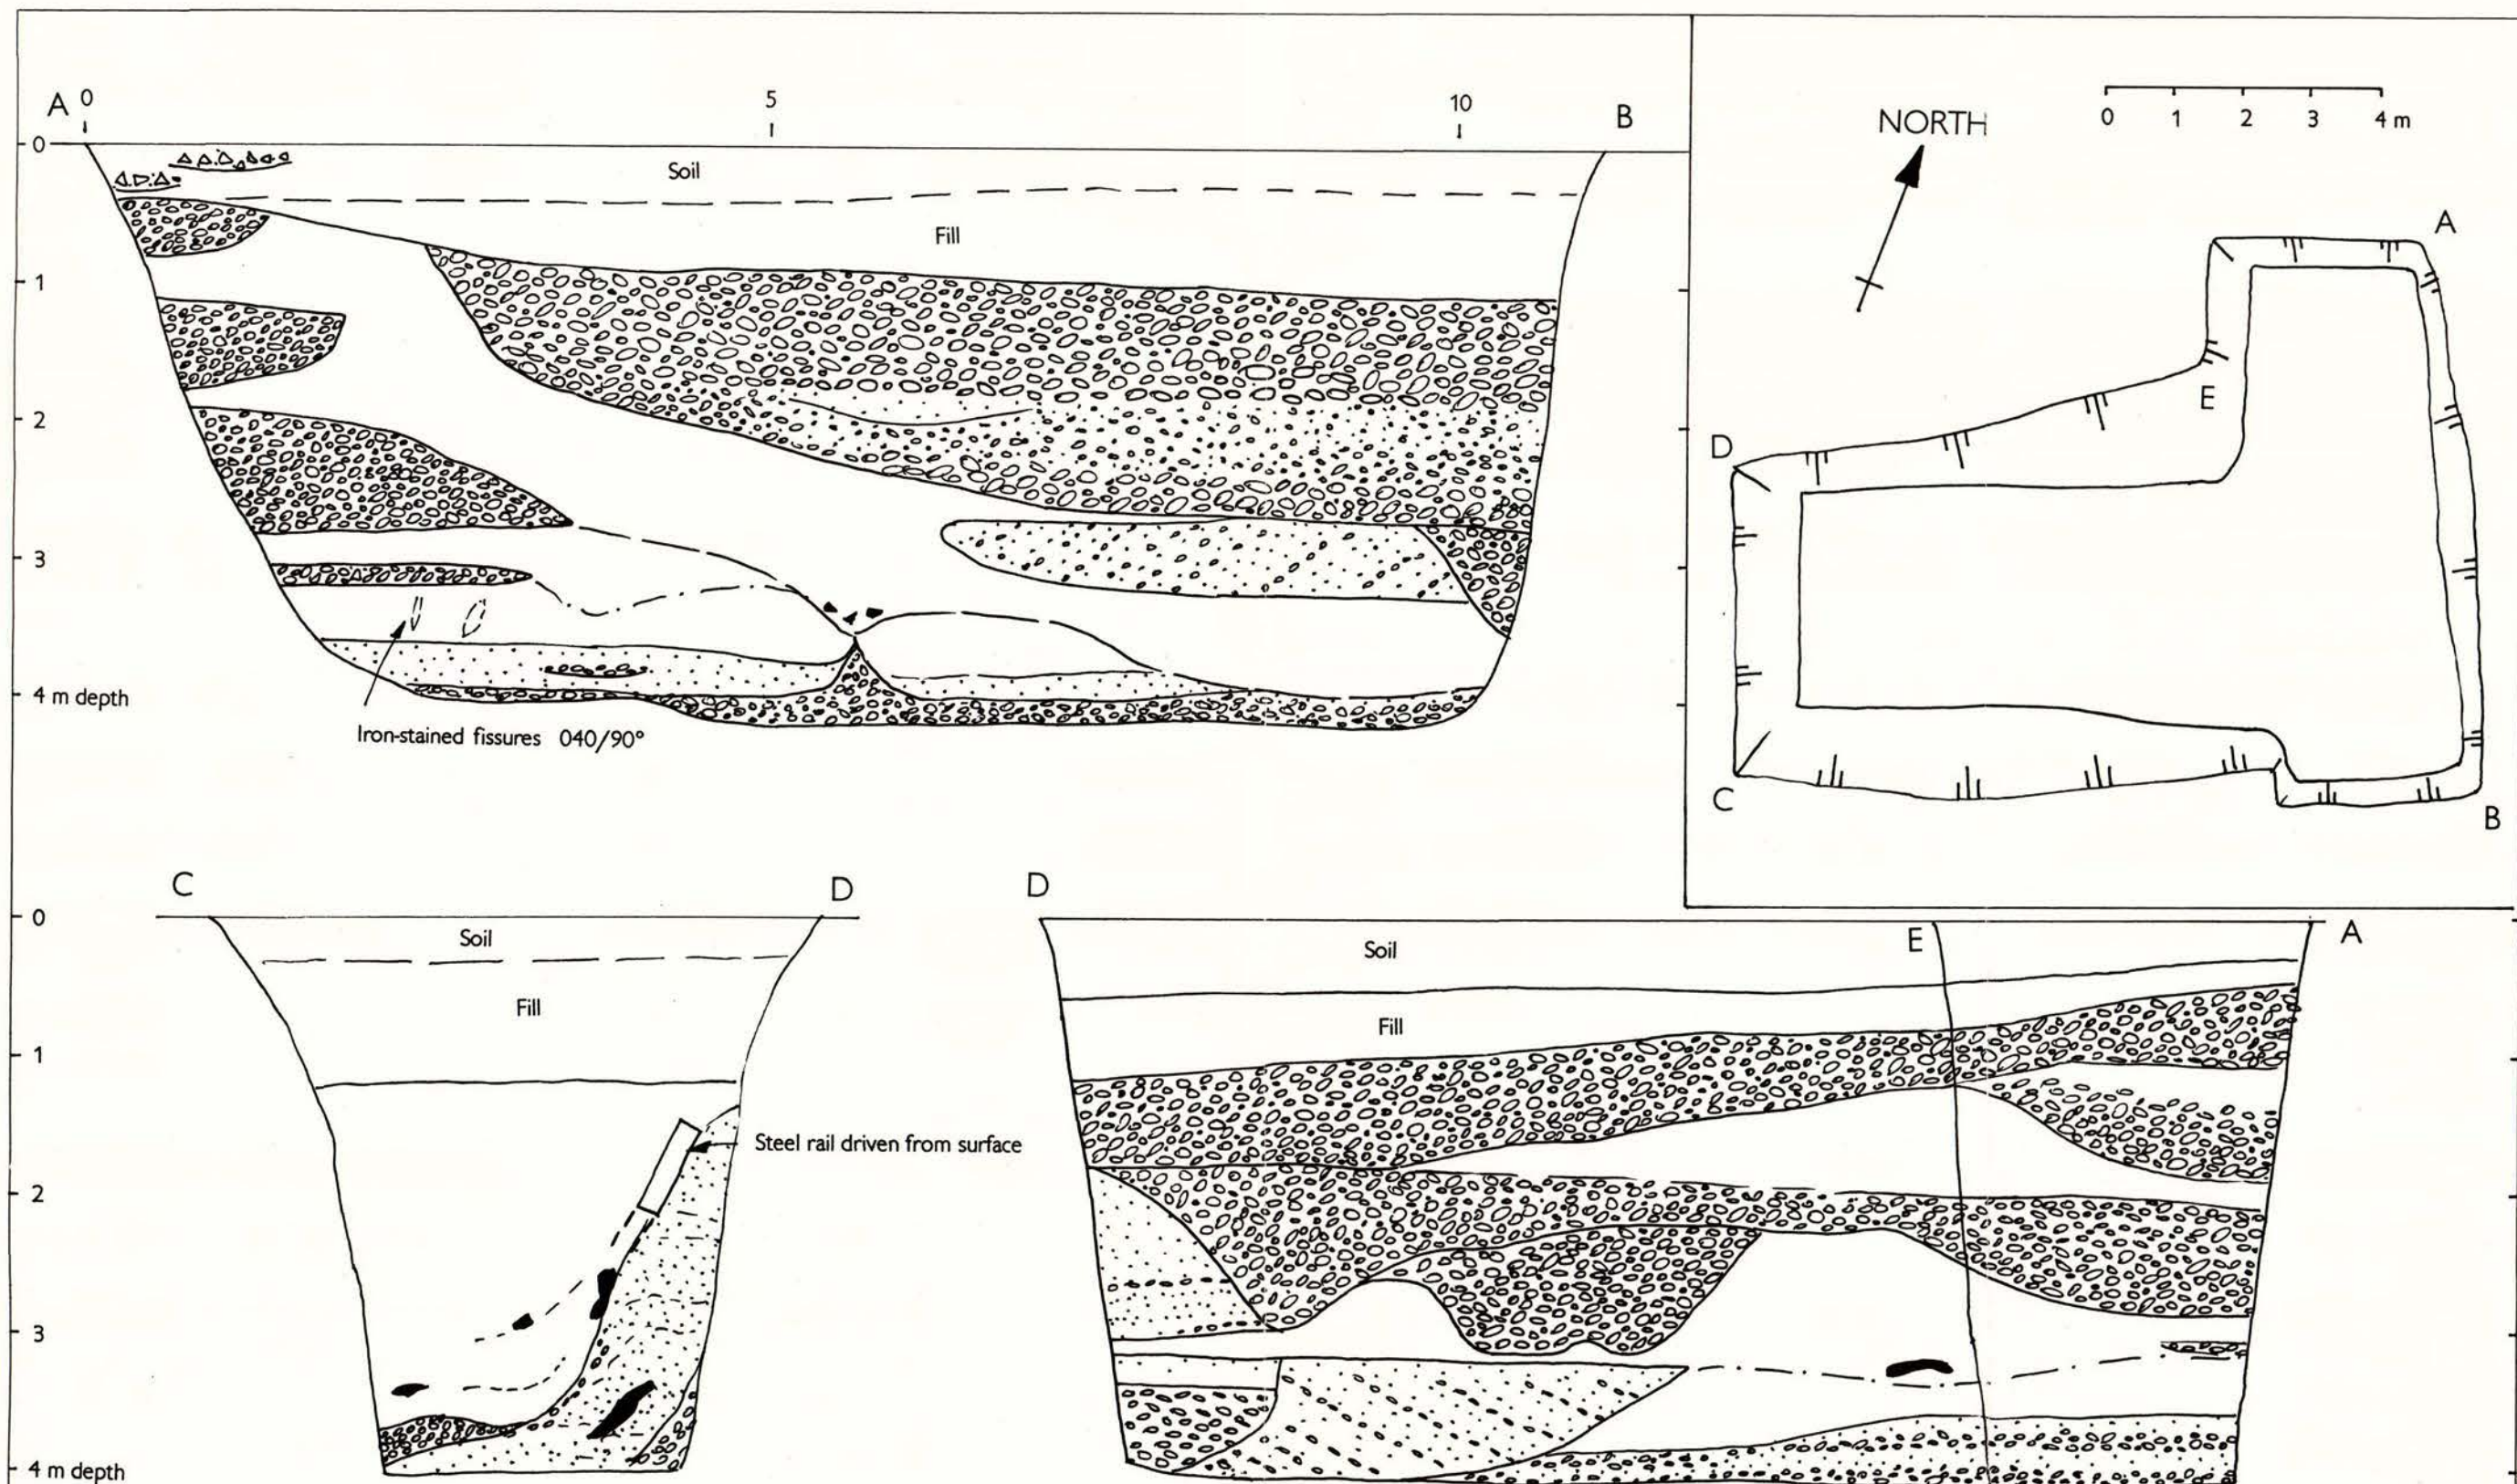 A 0 5 10 B
0
Soil
Fill
1
2
3
4 m depth
Iron-stained fissures 040/90°
NORTH
0 1 2 3 4 m
A
E
D
C
B
C D
0
Soil
Fill
1
Steel rail driven from surface
2
3
4 m depth
D
E A
Soil
Fill